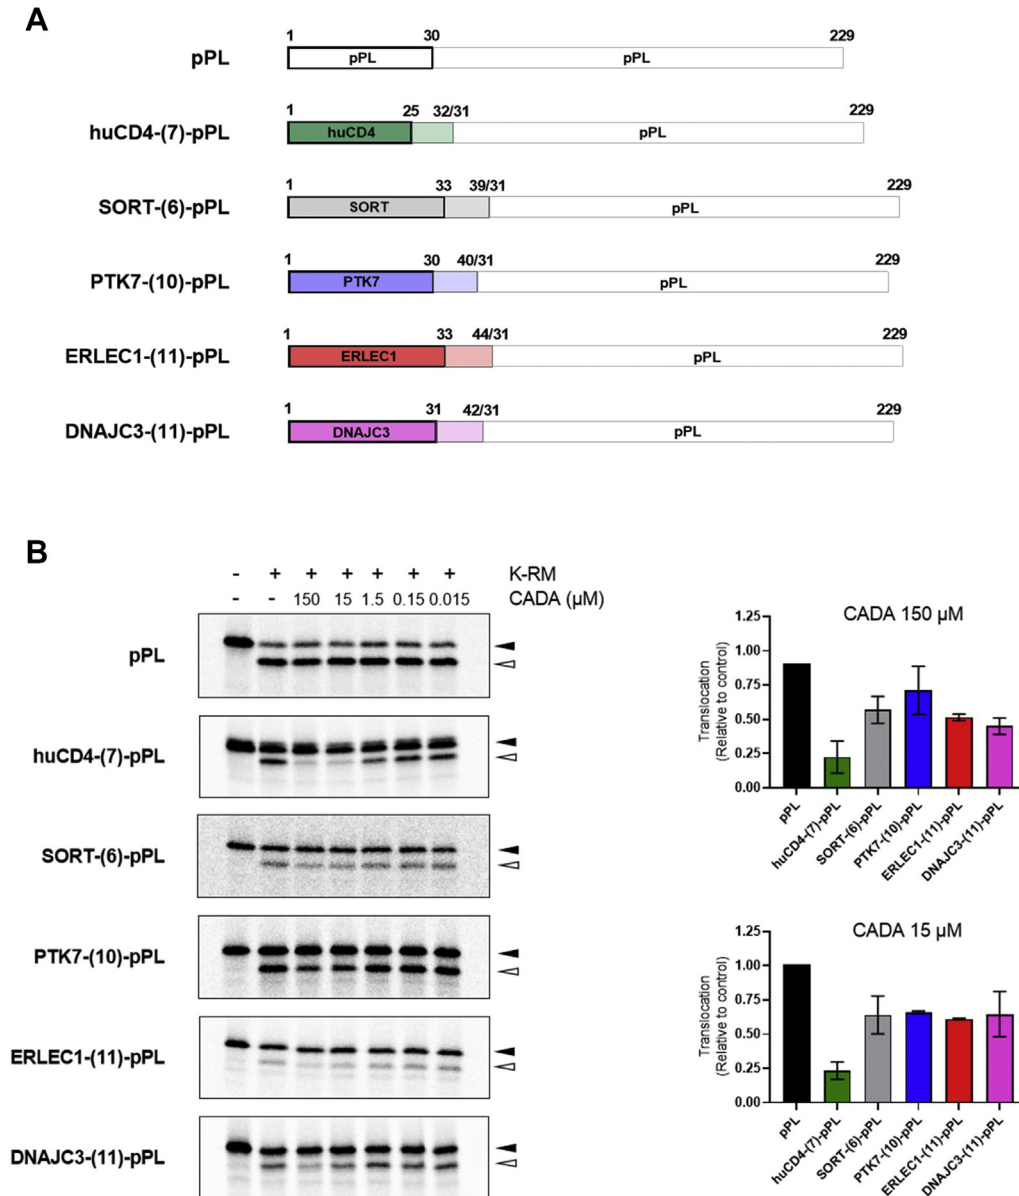 A
1 30 229
pPL pPL pPL
1 25 32/31 229
huCD4-(7)-pPL huCD4 pPL
1 33 39/31 229
SORT-(6)-pPL SORT pPL
1 30 40/31 229
PTK7-(10)-pPL PTK7 pPL
1 33 44/31 229
ERLEC1-(11)-pPL ERLEC1 pPL
1 31 42/31 229
DNAJC3-(11)-pPL DNAJC3 pPL
B
- + + + + + + K-RM
- - 150 15 1.5 0.15 0.015 CADA (µM)
pPL
huCD4-(7)-pPL
SORT-(6)-pPL
PTK7-(10)-pPL
ERLEC1-(11)-pPL
DNAJC3-(11)-pPL
CADA 150 µM
Translocation
(Relative to control)
1.25
1.00
0.75
0.50
0.25
0.00
pPL
huCD4-(7)-pPL
SORT-(6)-pPL
PTK7-(10)-pPL
ERLEC1-(11)-pPL
DNAJC3-(11)-pPL
CADA 15 µM
Translocation
(Relative to control)
1.25
1.00
0.75
0.50
0.25
0.00
pPL
huCD4-(7)-pPL
SORT-(6)-pPL
PTK7-(10)-pPL
ERLEC1-(11)-pPL
DNAJC3-(11)-pPL